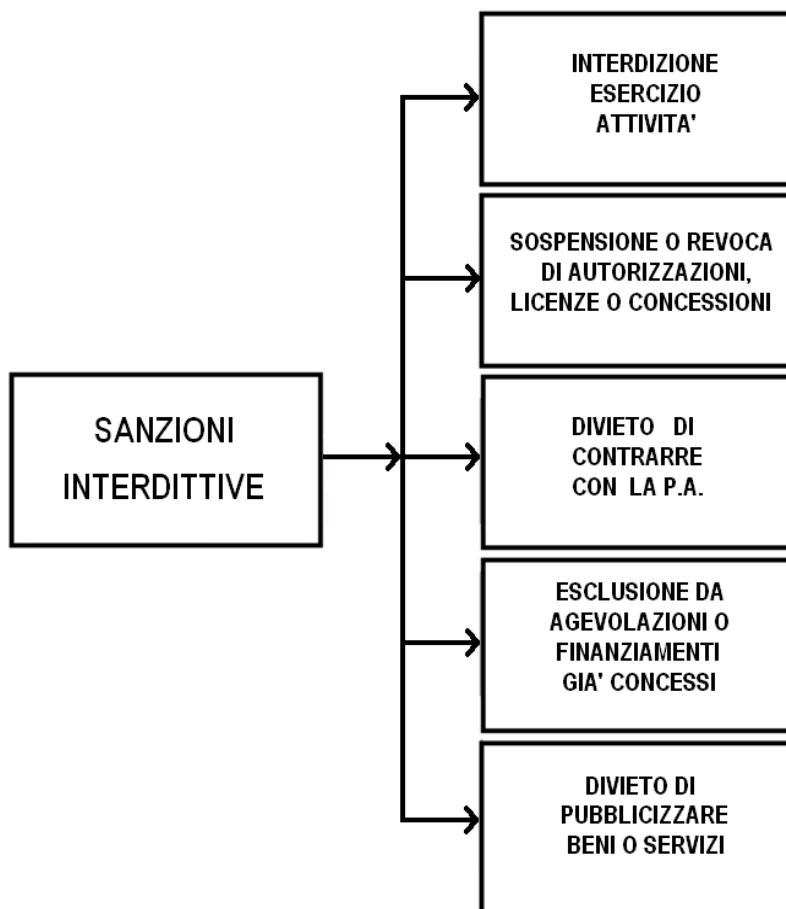 SANZIONI
INTERDITTIVE
INTERDIZIONE
ESERCIZIO
ATTIVITA'
SOSPENSIONE O REVOCA
DI AUTORIZZAZIONI,
LICENZE O CONCESSIONI
DIVIETO DI
CONTRARRE
CON LA P.A.
ESCLUSIONE DA
AGEVOLAZIONI O
FINANZIAMENTI
GIA' CONCESSI
DIVIETO DI
PUBBLICIZZARE
BENI O SERVIZI